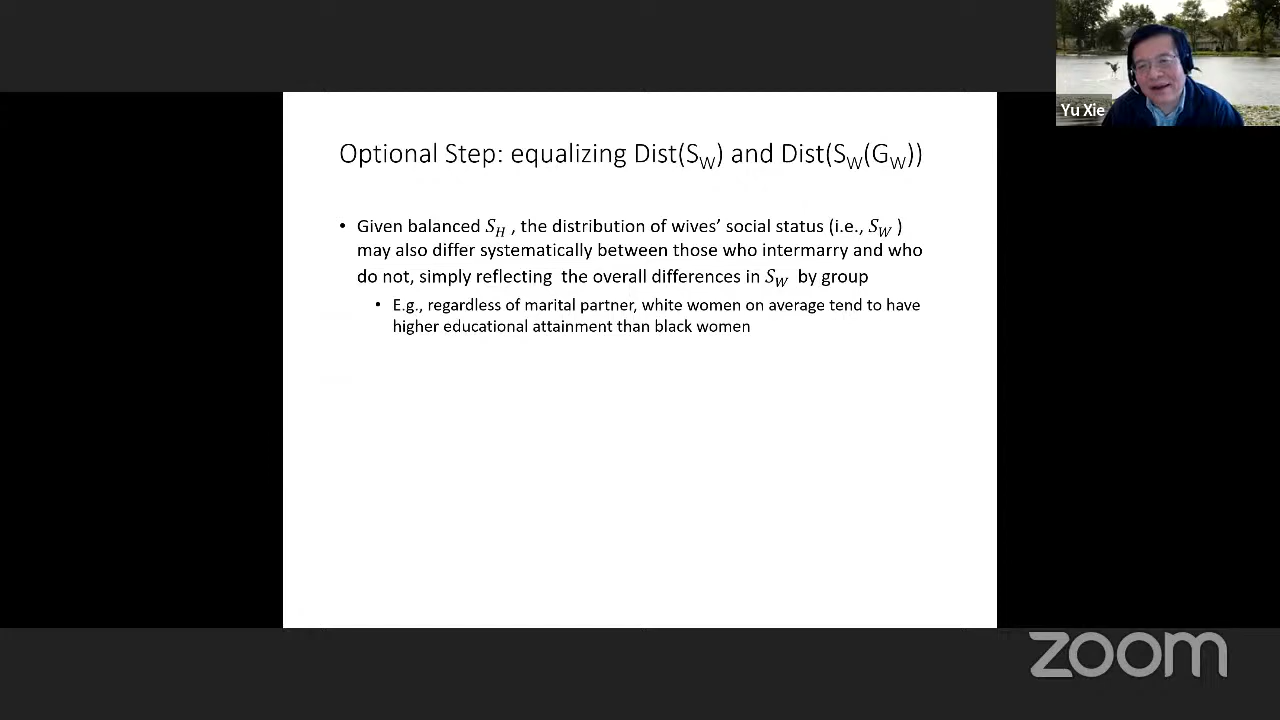 Yu Xie
Optional Step: equalizing Dist(S_W) and Dist(S_W(G_W))
• Given balanced S_H , the distribution of wives’ social status (i.e., S_W )
may also differ systematically between those who intermarry and who
do not, simply reflecting the overall differences in S_W by group
• E.g., regardless of marital partner, white women on average tend to have
higher educational attainment than black women
zoom